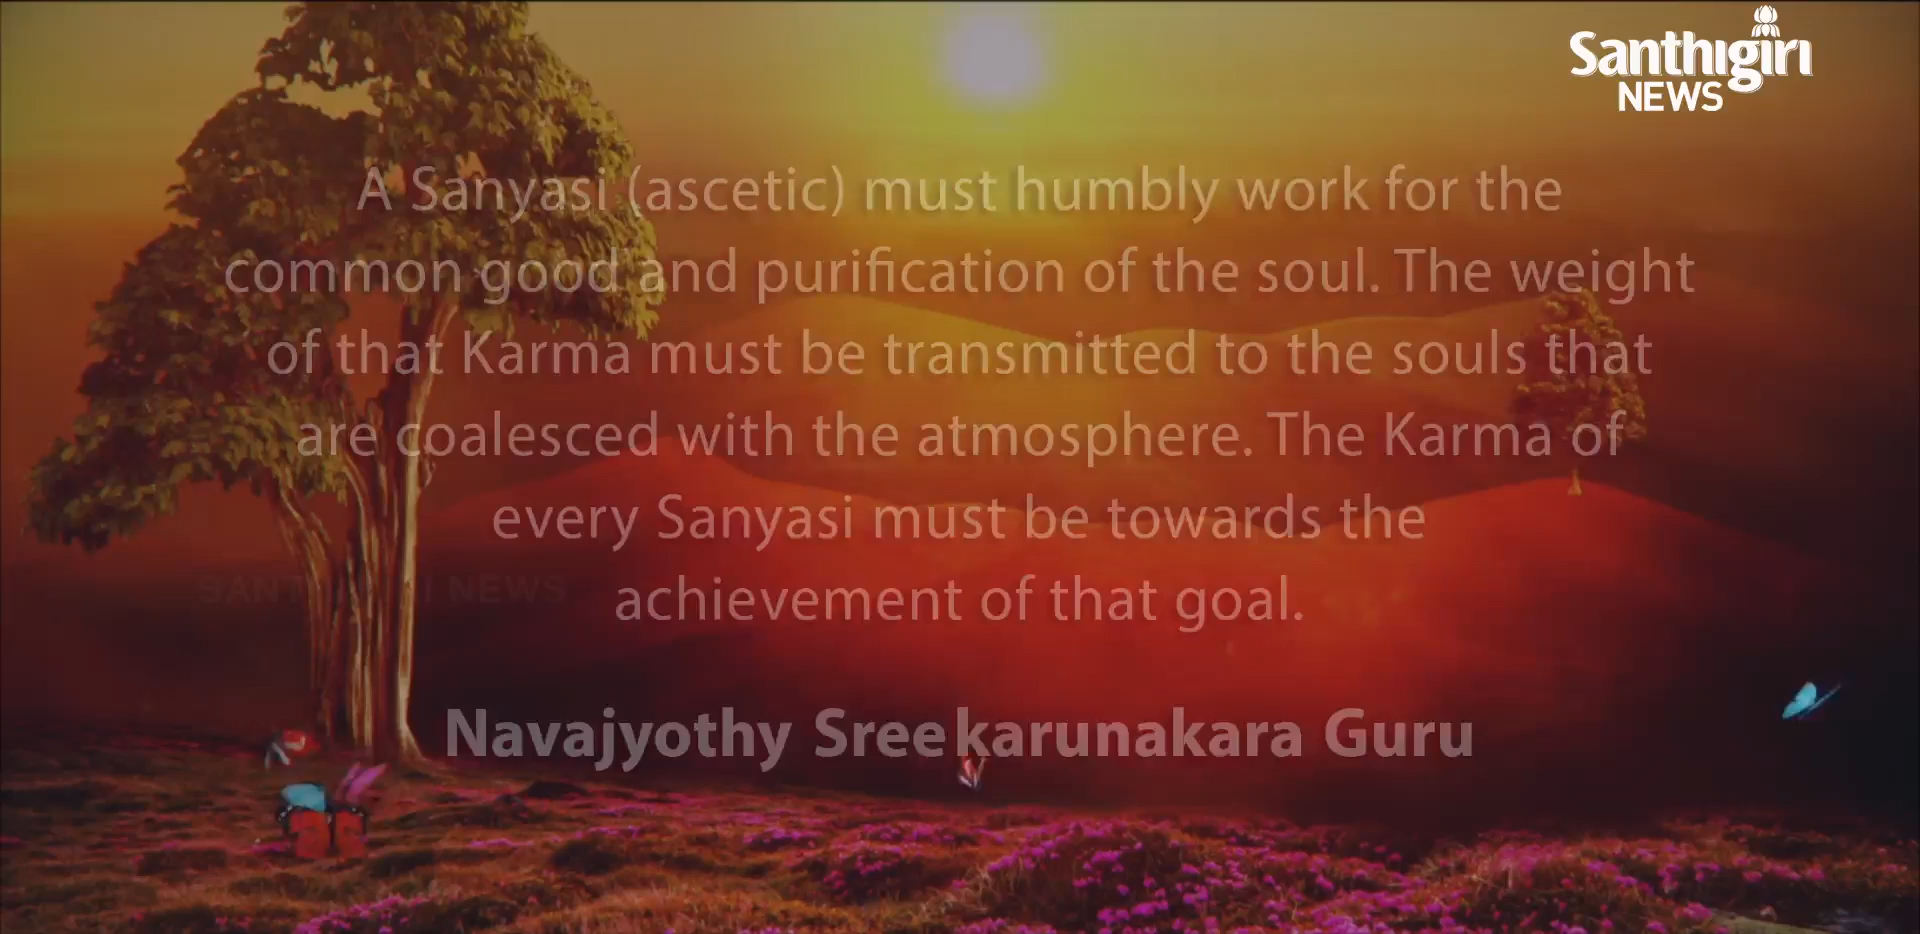 Santhigiri
NEWS
A Sanyasi (ascetic) must humbly work for the
common good and purification of the soul. The weight
of that Karma must be transmitted to the souls that
are coalesced with the atmosphere. The Karma of
every Sanyasi must be towards the
achievement of that goal.
NEWS
Navajyothy Sreekarunakara Guru